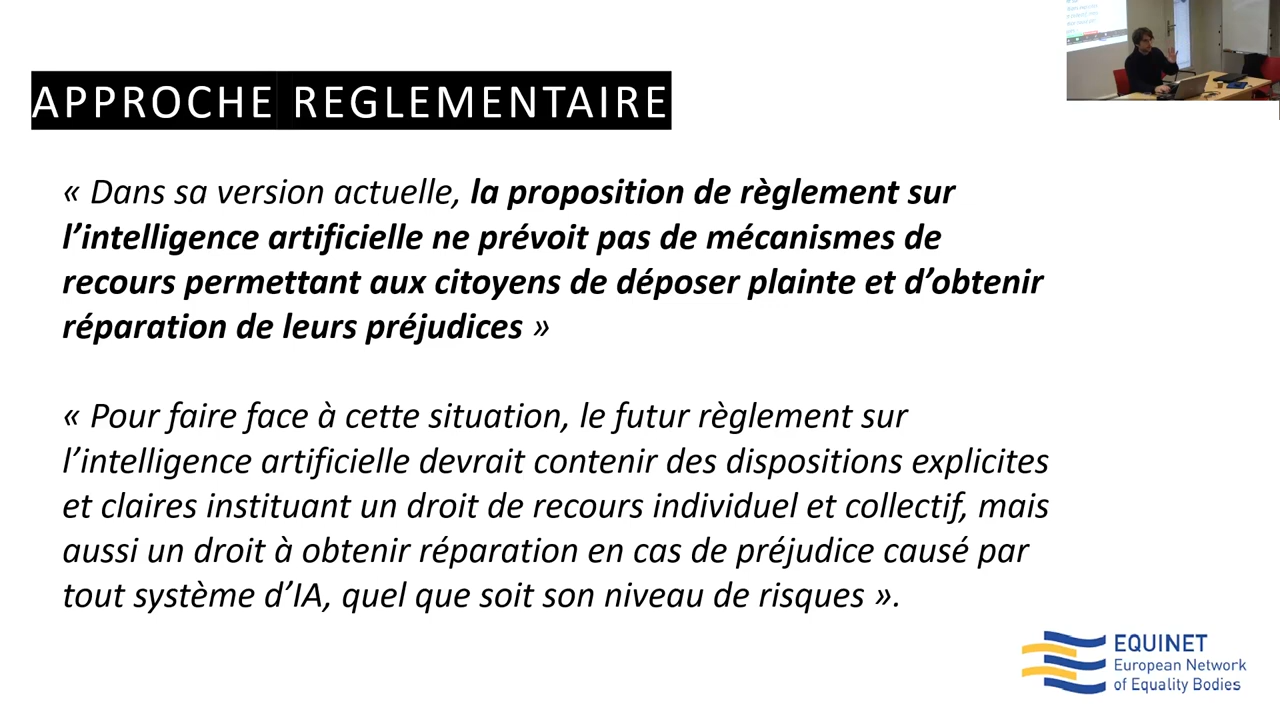 APPROCHE REGLEMENTAIRE
« Dans sa version actuelle, la proposition de règlement sur
l’intelligence artificielle ne prévoit pas de mécanismes de
recours permettant aux citoyens de déposer plainte et d’obtenir
réparation de leurs préjudices »
« Pour faire face à cette situation, le futur règlement sur
l’intelligence artificielle devrait contenir des dispositions explicites
et claires instituant un droit de recours individuel et collectif, mais
aussi un droit à obtenir réparation en cas de préjudice causé par
tout système d’IA, quel que soit son niveau de risques ».
EQUINET
European Network
of Equality Bodies